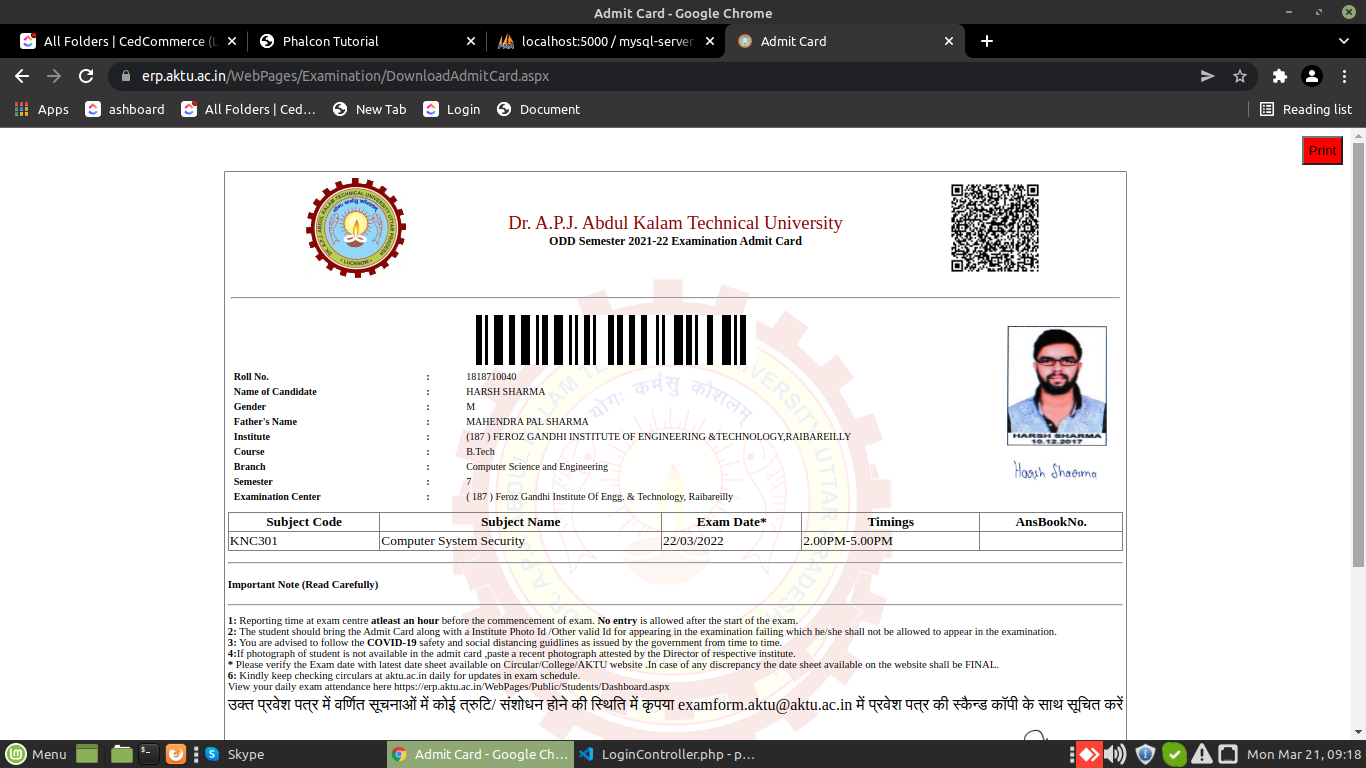 Admit Card - Google Chrome
All Folders | CedCommerce (L
Phalcon Tutorial
localhost:5000 / mysql-server
Admit Card
erp.aktu.ac.in/WebPages/Examination/DownloadAdmitCard.aspx
Apps
ashboard
All Folders | Ced…
New Tab
Login
Document
Reading list
Print
Dr. A.P.J. Abdul Kalam Technical University
ODD Semester 2021-22 Examination Admit Card
Roll No. : 1818710040
Name of Candidate : HARSH SHARMA
Gender : M
Father's Name : MAHENDRA PAL SHARMA
Institute : (187 ) FEROZ GANDHI INSTITUTE OF ENGINEERING &TECHNOLOGY,RAIBAREILLY
Course : B.Tech
Branch : Computer Science and Engineering
Semester : 7
Examination Center : ( 187 ) Feroz Gandhi Institute Of Engg. & Technology, Raibareilly
HARSH SHARMA
10.12.2017
Harsh Sharma
Subject Code Subject Name Exam Date* Timings AnsBookNo.
KNC301 Computer System Security 22/03/2022 2.00PM-5.00PM
Important Note (Read Carefully)
1: Reporting time at exam centre atleast an hour before the commencement of exam. No entry is allowed after the start of the exam.
2: The student should bring the Admit Card along with a Institute Photo Id /Other valid Id for appearing in the examination failing which he/she shall not be allowed to appear in the examination.
3: You are advised to follow the COVID-19 safety and social distancing guidlines as issued by the government from time to time.
4:If photograph of student is not available in the admit card ,paste a recent photograph attested by the Director of respective institute.
* Please verify the Exam date with latest date sheet available on Circular/College/AKTU website .In case of any discrepancy the date sheet available on the website shall be FINAL.
6: Kindly keep checking circulars at aktu.ac.in daily for updates in exam schedule.
View your daily exam attendance here https://erp.aktu.ac.in/WebPages/Public/Students/Dashboard.aspx
उक्त प्रवेश पत्र में वर्णित सूचनाओं में कोई त्रुटि/ संशोधन होने की स्थिति में कृपया examform.aktu@aktu.ac.in में प्रवेश पत्र की स्कैन्ड कॉपी के साथ सूचित करें
Menu
Skype
Admit Card - Google Ch…
LoginController.php - p…
Mon Mar 21, 09:18